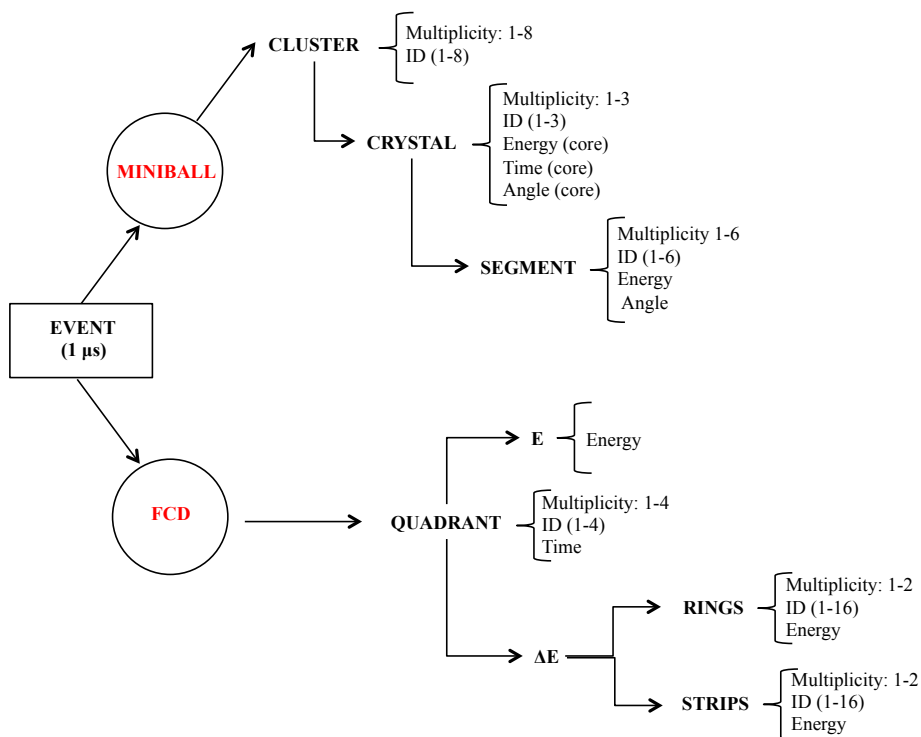 CLUSTER
Multiplicity: 1-8
ID (1-8)
MINIBALL
CRYSTAL
Multiplicity: 1-3
ID (1-3)
Energy (core)
Time (core)
Angle (core)
SEGMENT
Multiplicity 1-6
ID (1-6)
Energy
Angle
EVENT
(1 μs)
FCD
E
Energy
QUADRANT
Multiplicity: 1-4
ID (1-4)
Time
ΔE
RINGS
Multiplicity: 1-2
ID (1-16)
Energy
STRIPS
Multiplicity: 1-2
ID (1-16)
Energy